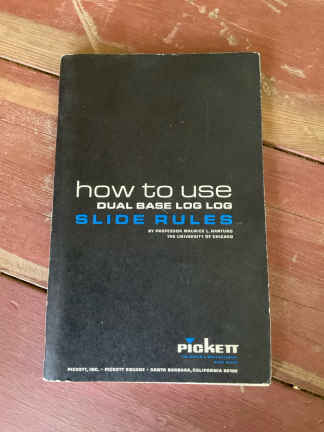 how to use
DUAL BASE LOG LOG
SLIDE RULES
BY PROFESSOR MAURICE L. HARTUNG
THE UNIVERSITY OF CHICAGO
PICKETT
PICKETT, INC. • PICKETT SQUARE • SANTA BARBARA, CALIFORNIA 93102